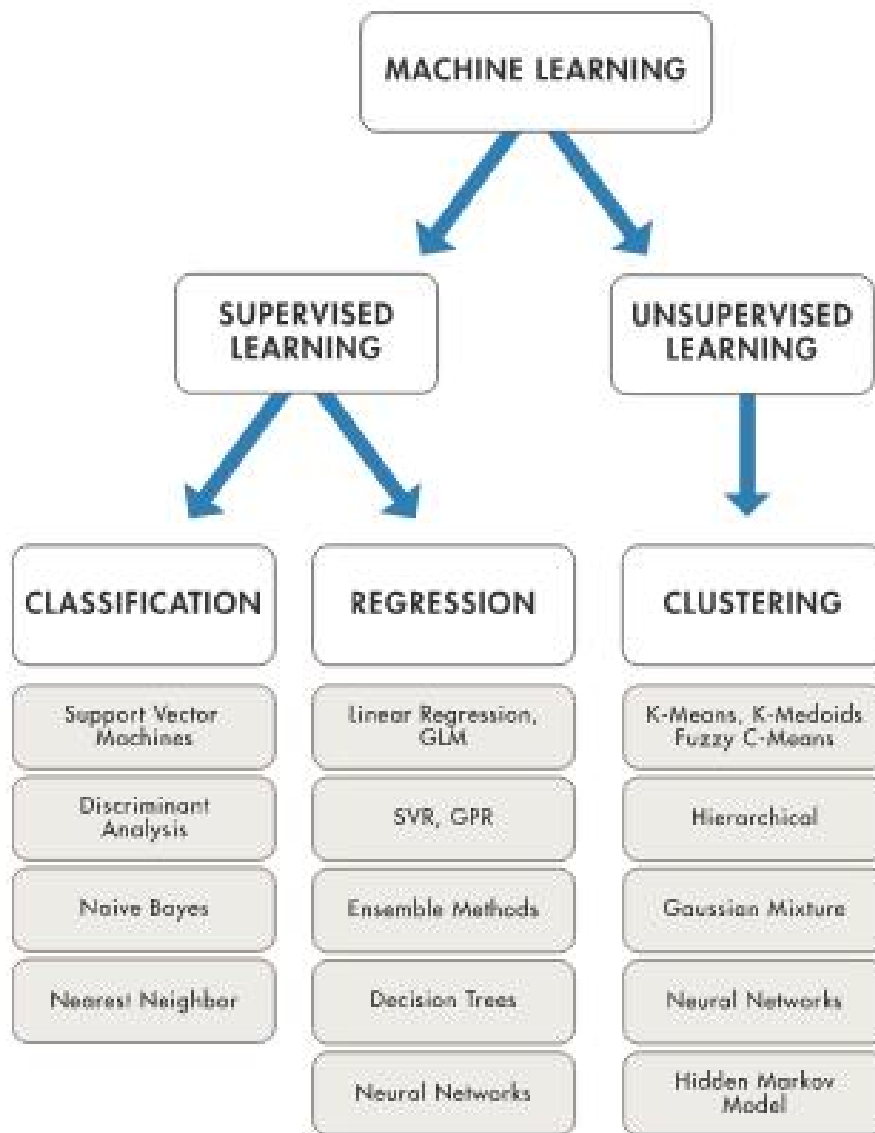 MACHINE LEARNING
SUPERVISED
LEARNING
UNSUPERVISED
LEARNING
CLASSIFICATION
Support Vector
Machines
Discriminant
Analysis
Naive Bayes
Nearest Neighbor
REGRESSION
Linear Regression,
GLM
SVR, GPR
Ensemble Methods
Decision Trees
Neural Networks
CLUSTERING
K-Means, K-Medoids
Fuzzy C-Means
Hierarchical
Gaussian Mixture
Neural Networks
Hidden Markov
Model